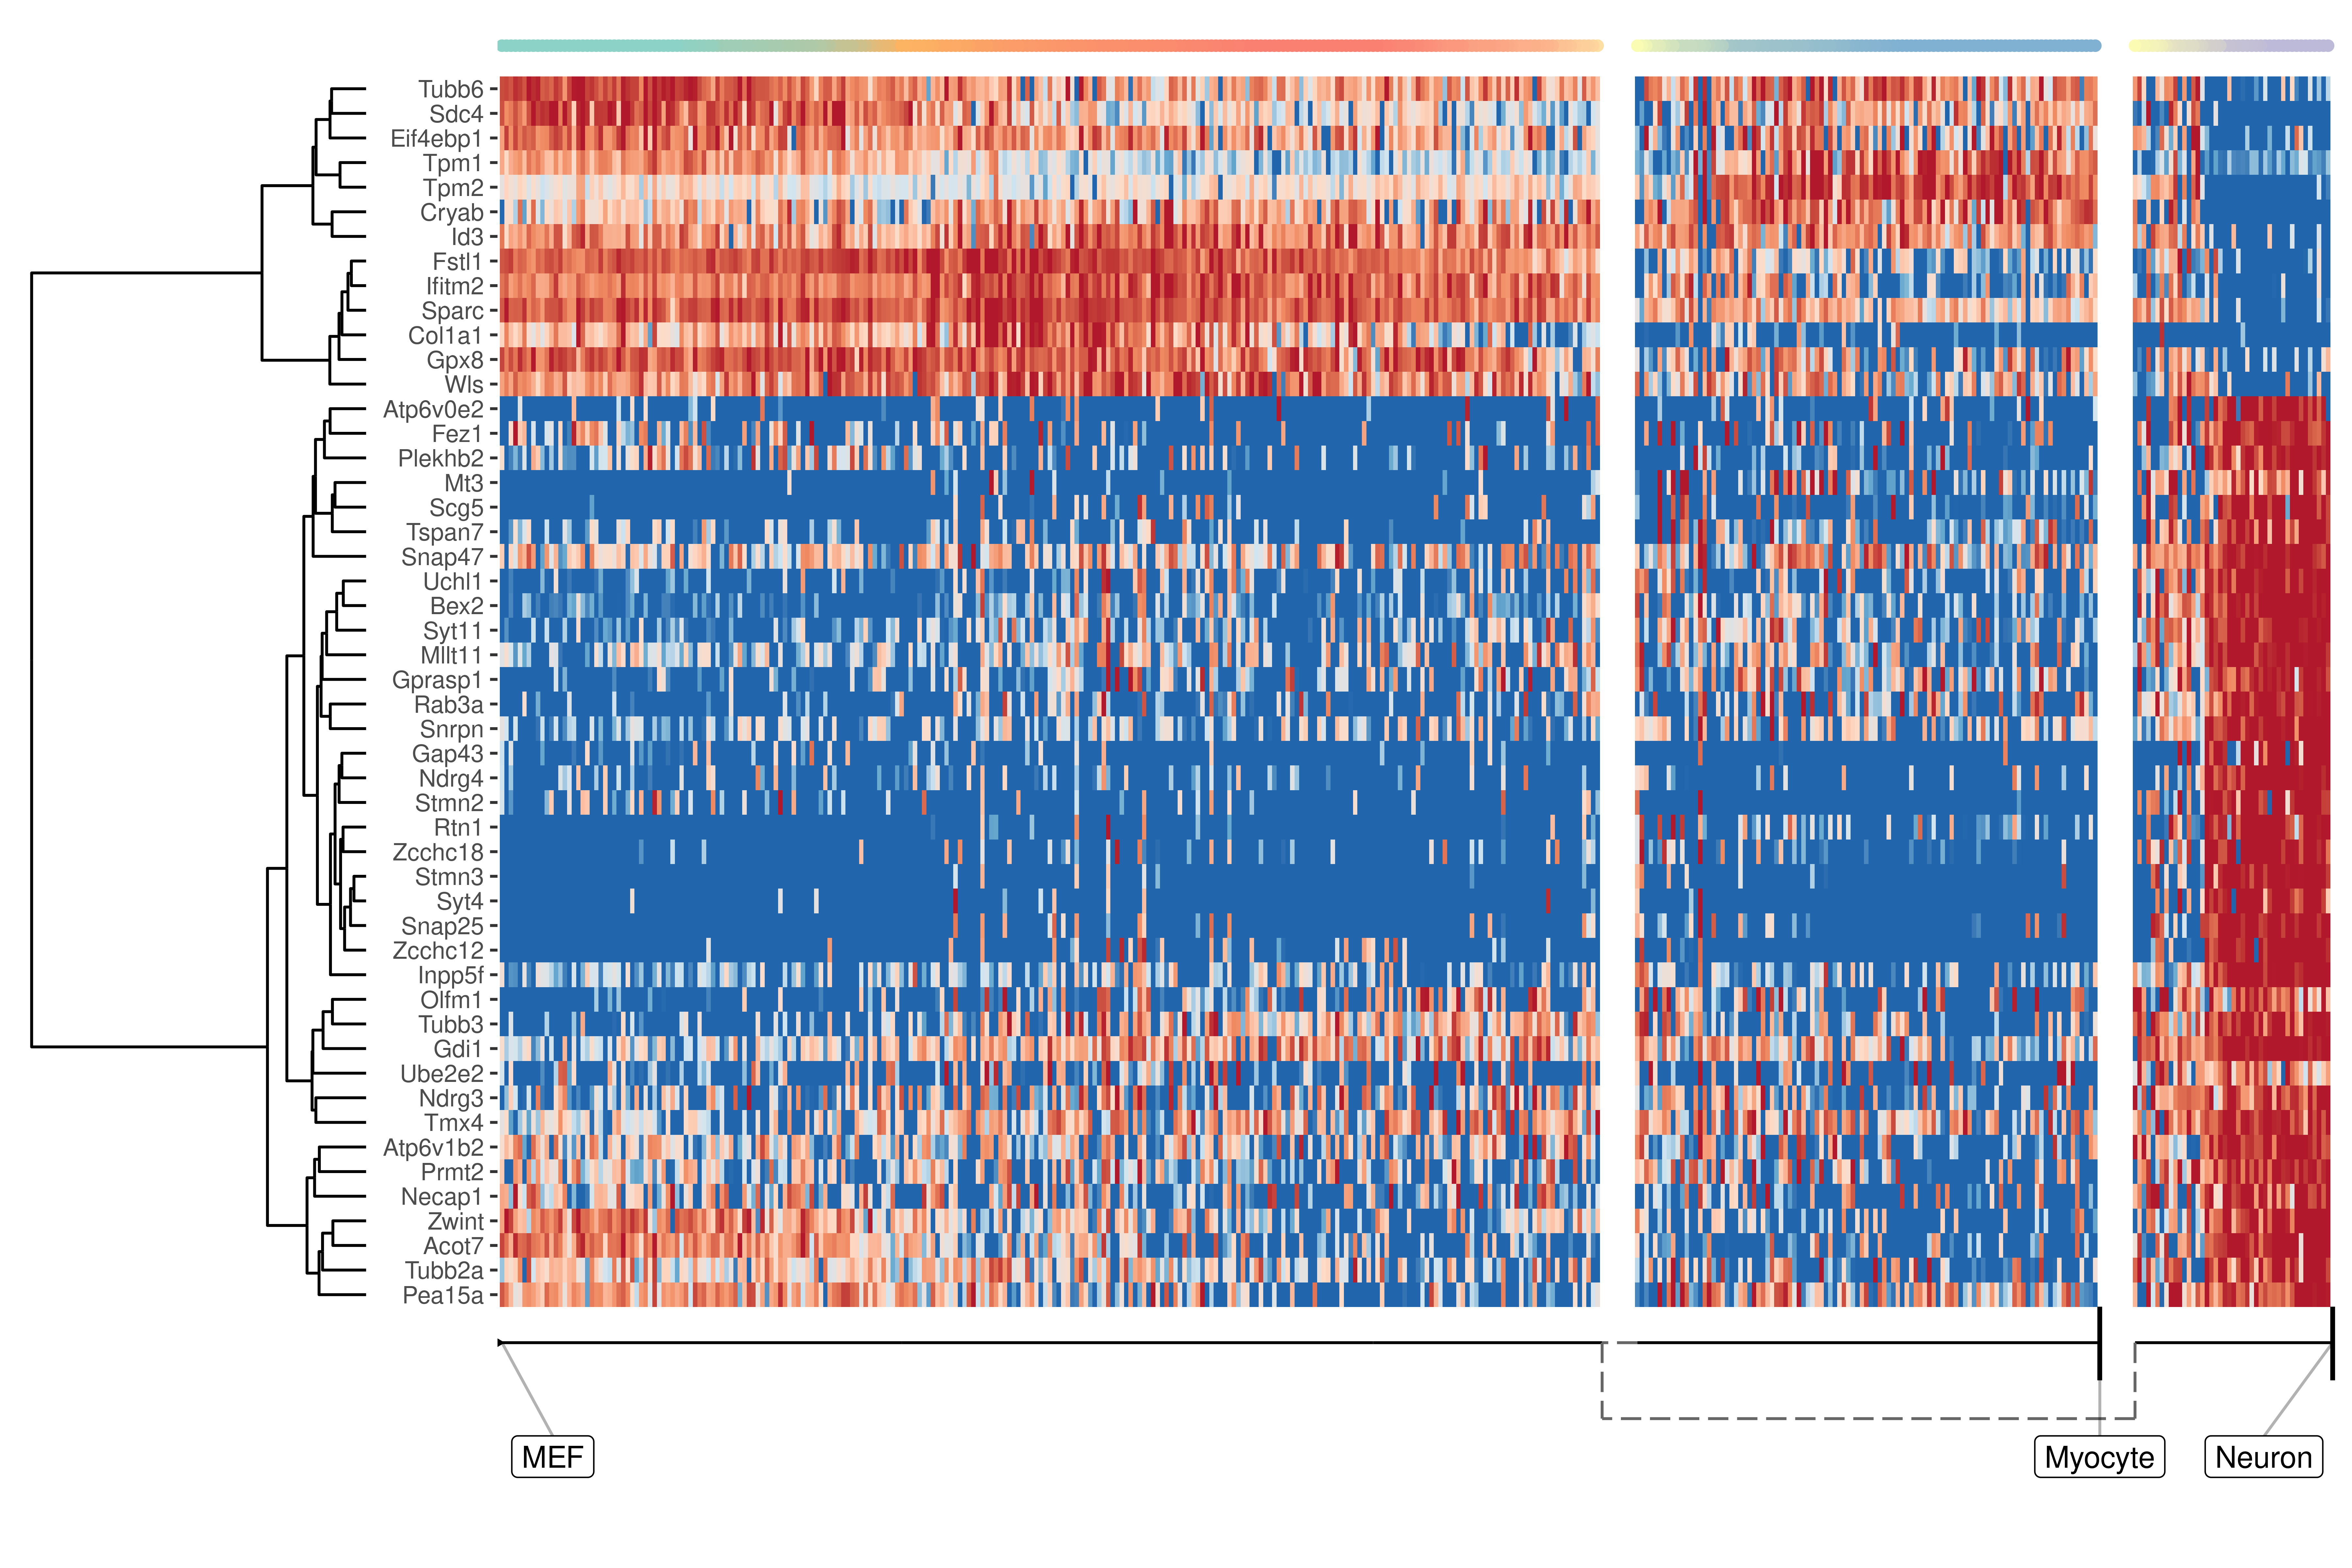 Tubb6
Sdc4
Eif4ebp1
Tpm1
Tpm2
Cryab
Id3
Fstl1
Ifitm2
Sparc
Col1a1
Gpx8
Wls
Atp6v0e2
Fez1
Plekhb2
Mt3
Scg5
Tspan7
Snap47
Uchl1
Bex2
Syt11
Mllt11
Gprasp1
Rab3a
Snrpn
Gap43
Ndrg4
Stmn2
Rtn1
Zcchc18
Stmn3
Syt4
Snap25
Zcchc12
Inpp5f
Olfm1
Tubb3
Gdi1
Ube2e2
Ndrg3
Tmx4
Atp6v1b2
Prmt2
Necap1
Zwint
Acot7
Tubb2a
Pea15a
MEF Myocyte Neuron